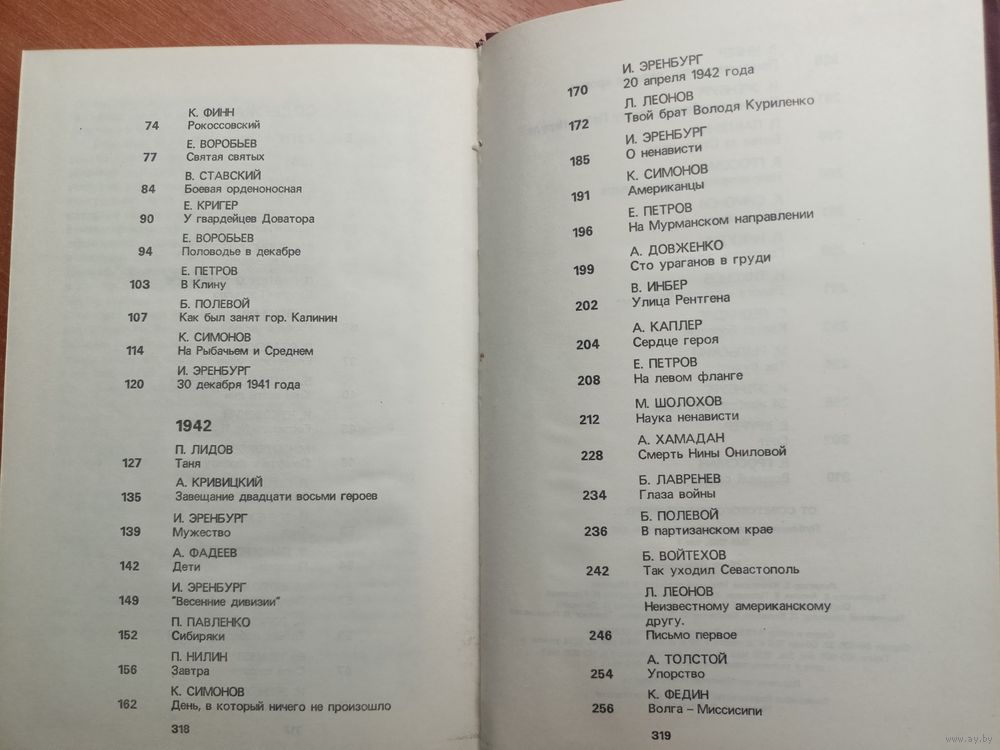 К. ФИНН
74 Рокоссовский
Е. ВОРОБЬЕВ
77 Святая святых
В. СТАВСКИЙ
84 Боевая орденоносная
Е. КРИГЕР
90 У гвардейцев Доватора
Е. ВОРОБЬЕВ
94 Половодье в декабре
Е. ПЕТРОВ
103 В Клину
Б. ПОЛЕВОЙ
107 Как был занят гор. Калинин
К. СИМОНОВ
114 На Рыбачьем и Среднем
И. ЭРЕНБУРГ
120 30 декабря 1941 года
1942
П. ЛИДОВ
127 Таня
А. КРИВИЦКИЙ
135 Завещание двадцати восьми героев
И. ЭРЕНБУРГ
139 Мужество
А. ФАДЕЕВ
142 Дети
И. ЭРЕНБУРГ
149 "Весенние дивизии"
П. ПАВЛЕНКО
152 Сибиряки
П. НИЛИН
156 Завтра
К. СИМОНОВ
162 День, в который ничего не произошло
318
И. ЭРЕНБУРГ
170 20 апреля 1942 года
Л. ЛЕОНОВ
172 Твой брат Володя Куриленко
И. ЭРЕНБУРГ
185 О ненависти
К. СИМОНОВ
191 Американцы
Е. ПЕТРОВ
196 На Мурманском направлении
А. ДОВЖЕНКО
199 Сто ураганов в груди
В. ИНБЕР
202 Улица Рентгена
А. КАПЛЕР
204 Сердце героя
Е. ПЕТРОВ
208 На левом фланге
М. ШОЛОХОВ
212 Наука ненависти
А. ХАМАДАН
228 Смерть Нины Ониловой
Б. ЛАВРЕНЕВ
234 Глаза войны
Б. ПОЛЕВОЙ
236 В партизанском крае
Б. ВОЙТЕХОВ
242 Так уходил Севастополь
Л. ЛЕОНОВ
Неизвестному американскому
другу.
246 Письмо первое
А. ТОЛСТОЙ
254 Упорство
К. ФЕДИН
256 Волга – Миссисипи
319
www.ay.by